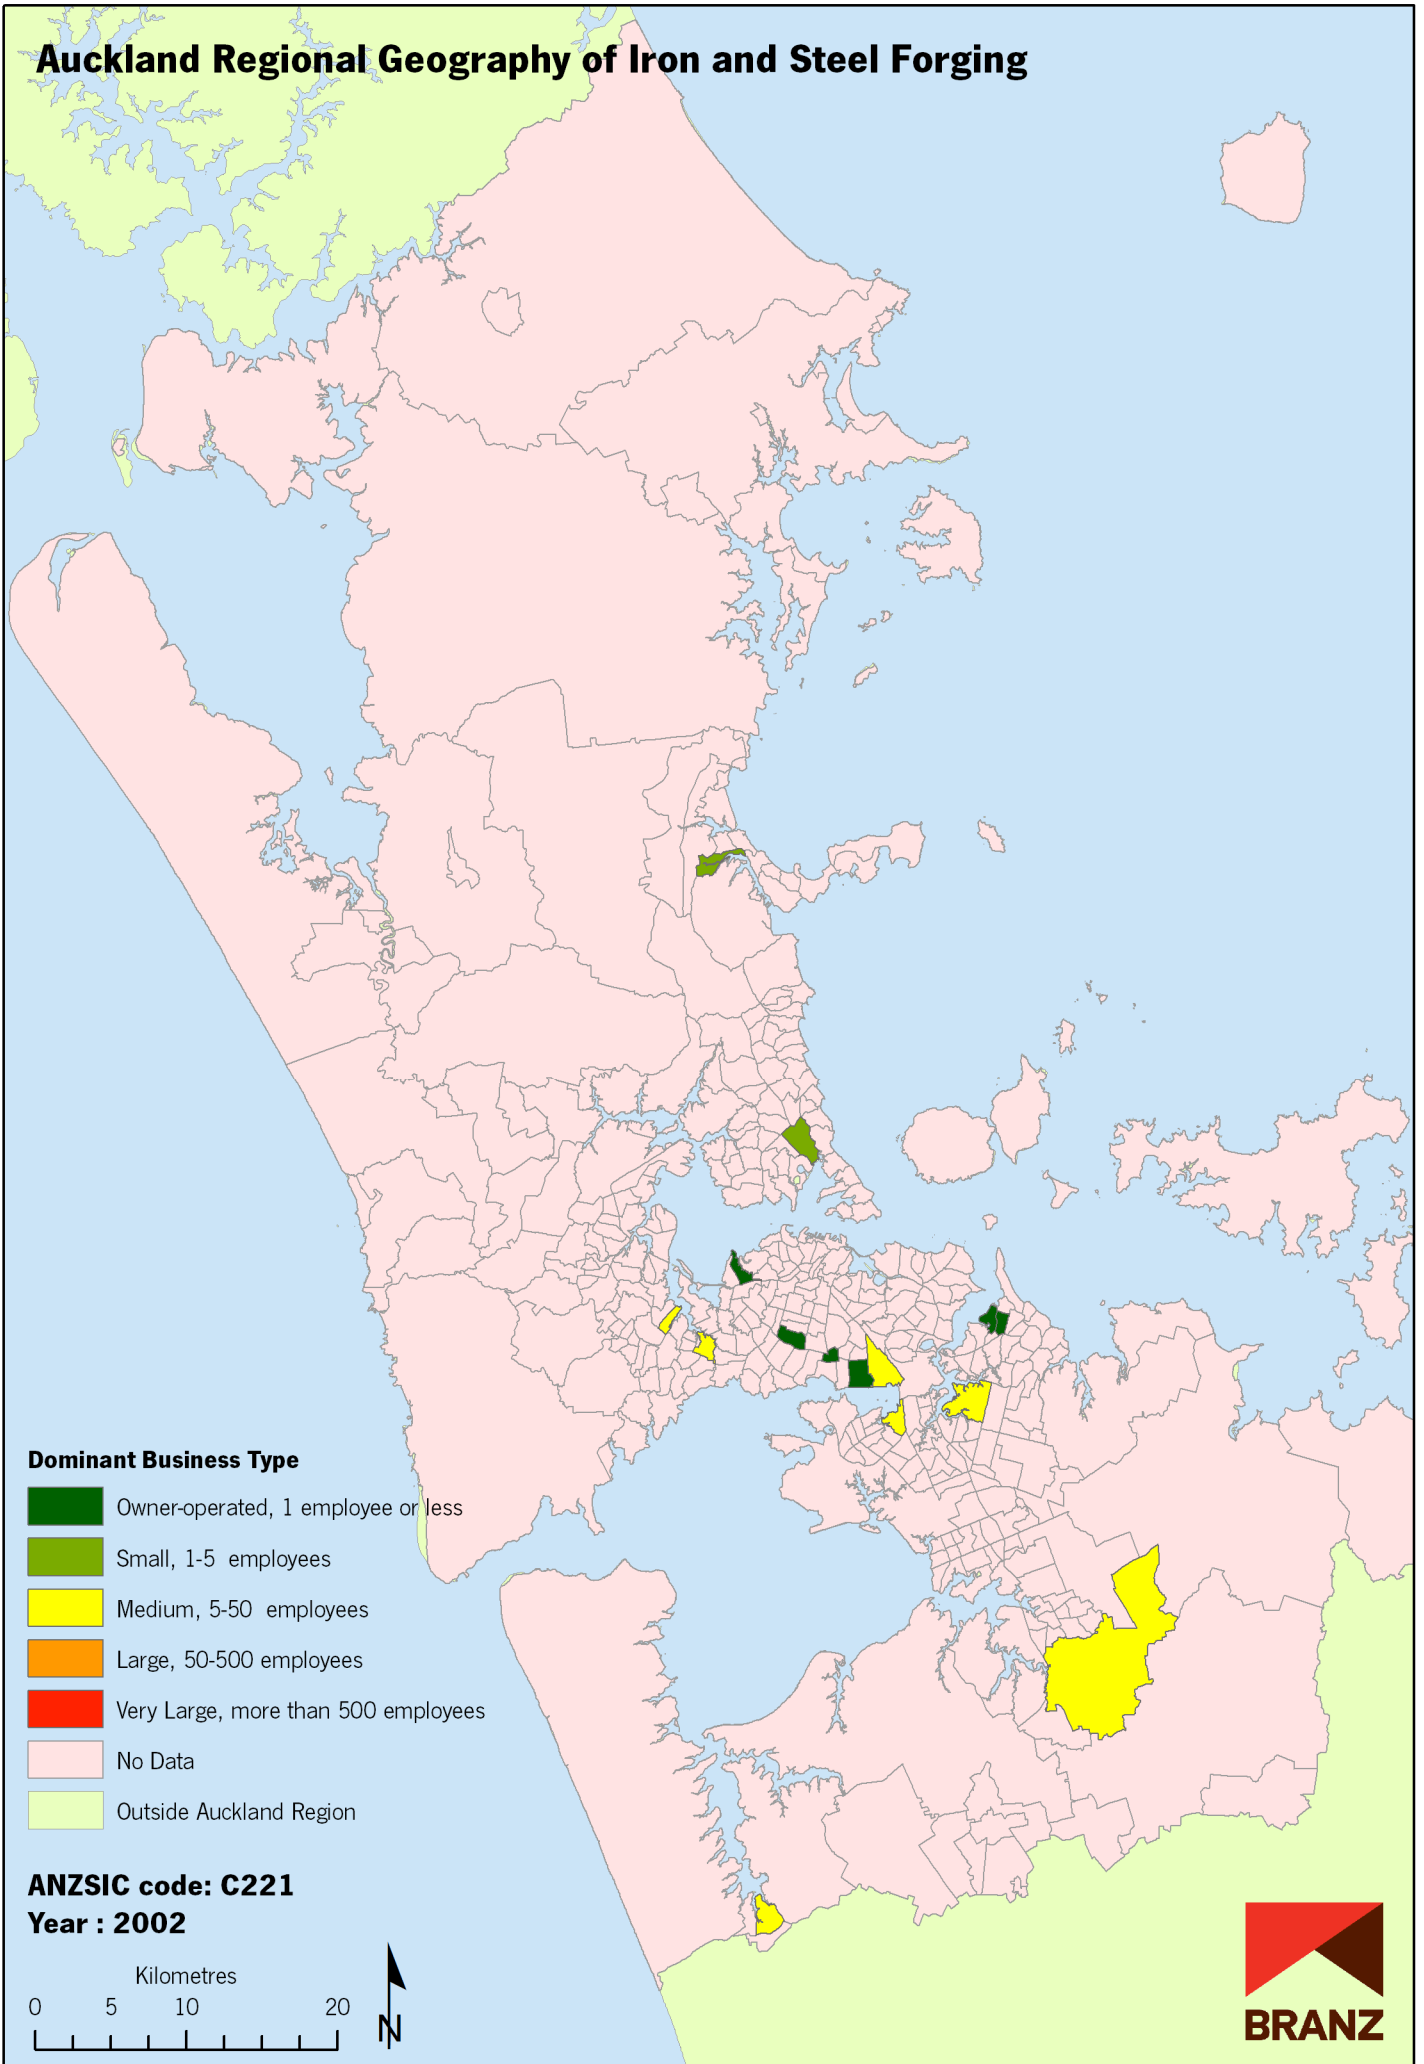 Auckland Regional Geography of Iron and Steel Forging
Dominant Business Type
Owner-operated, 1 employee or less
Small, 1-5 employees
Medium, 5-50 employees
Large, 50-500 employees
Very Large, more than 500 employees
No Data
Outside Auckland Region
ANZSIC code: C221
Year : 2002
Kilometres
0 5 10 20
N
BRANZ